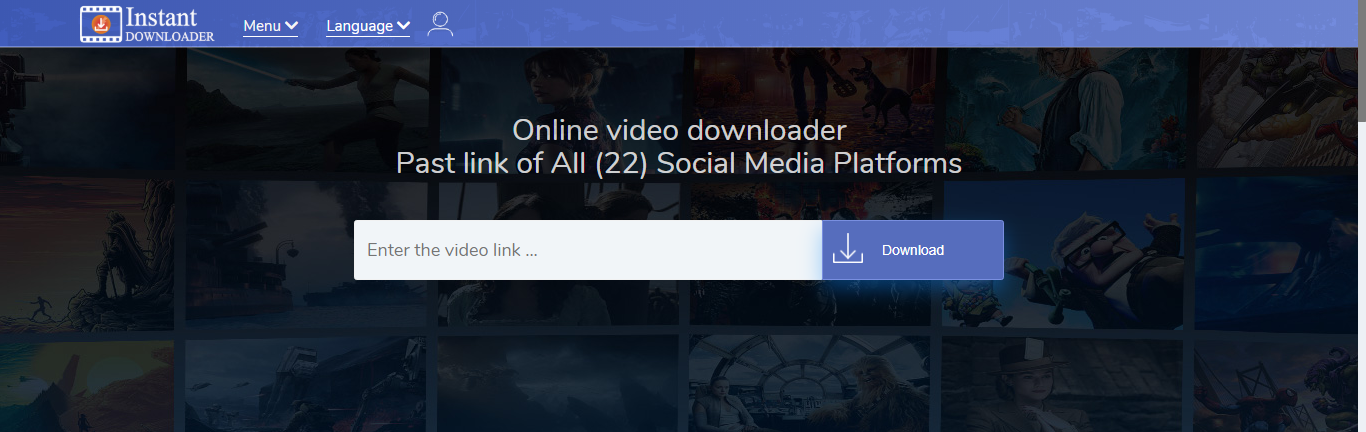 Instant
DOWNLOADER
Menu
Language
Online video downloader
Past link of All (22) Social Media Platforms
Enter the video link ...
Download